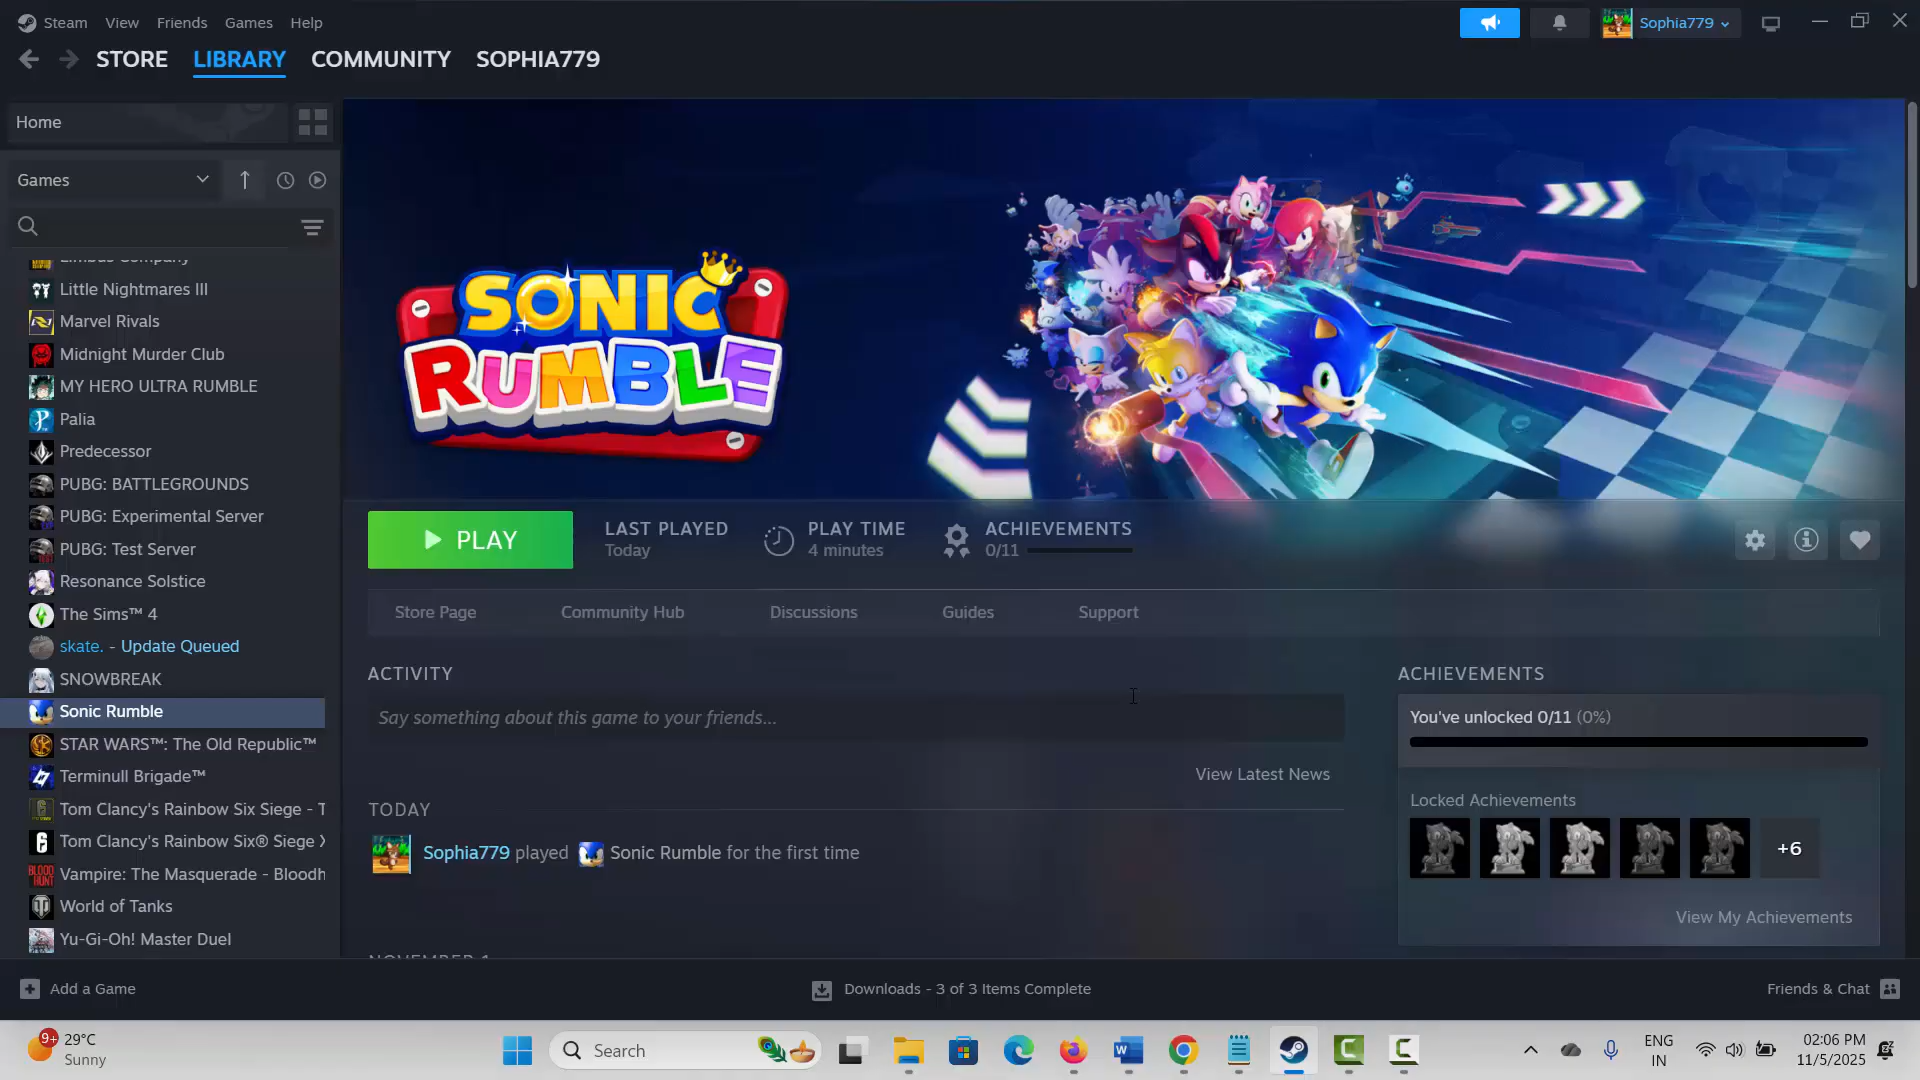 Steam View Friends Games Help
Sophia779
STORE LIBRARY COMMUNITY SOPHIA779
Home
Games
Limbus Company
Little Nightmares III
Marvel Rivals
Midnight Murder Club
MY HERO ULTRA RUMBLE
Palia
Predecessor
PUBG: BATTLEGROUNDS
PUBG: Experimental Server
PUBG: Test Server
Resonance Solstice
The Sims™ 4
skate. - Update Queued
SNOWBREAK
Sonic Rumble
STAR WARS™: The Old Republic™
Terminull Brigade™
Tom Clancy's Rainbow Six Siege - T
Tom Clancy's Rainbow Six® Siege X
Vampire: The Masquerade - Bloodh
World of Tanks
Yu-Gi-Oh! Master Duel
SONIC
RUMBLE
PLAY
LAST PLAYED
Today
PLAY TIME
4 minutes
ACHIEVEMENTS
0/11
Store Page Community Hub Discussions Guides Support
ACTIVITY
Say something about this game to your friends...
View Latest News
TODAY
Sophia779 played Sonic Rumble for the first time
NOVEMBER 1
ACHIEVEMENTS
You've unlocked 0/11 (0%)
Locked Achievements
+6
View My Achievements
Add a Game
Downloads - 3 of 3 Items Complete
Friends & Chat
9+
29°C
Sunny
Search
ENG
IN
02:06 PM
11/5/2025